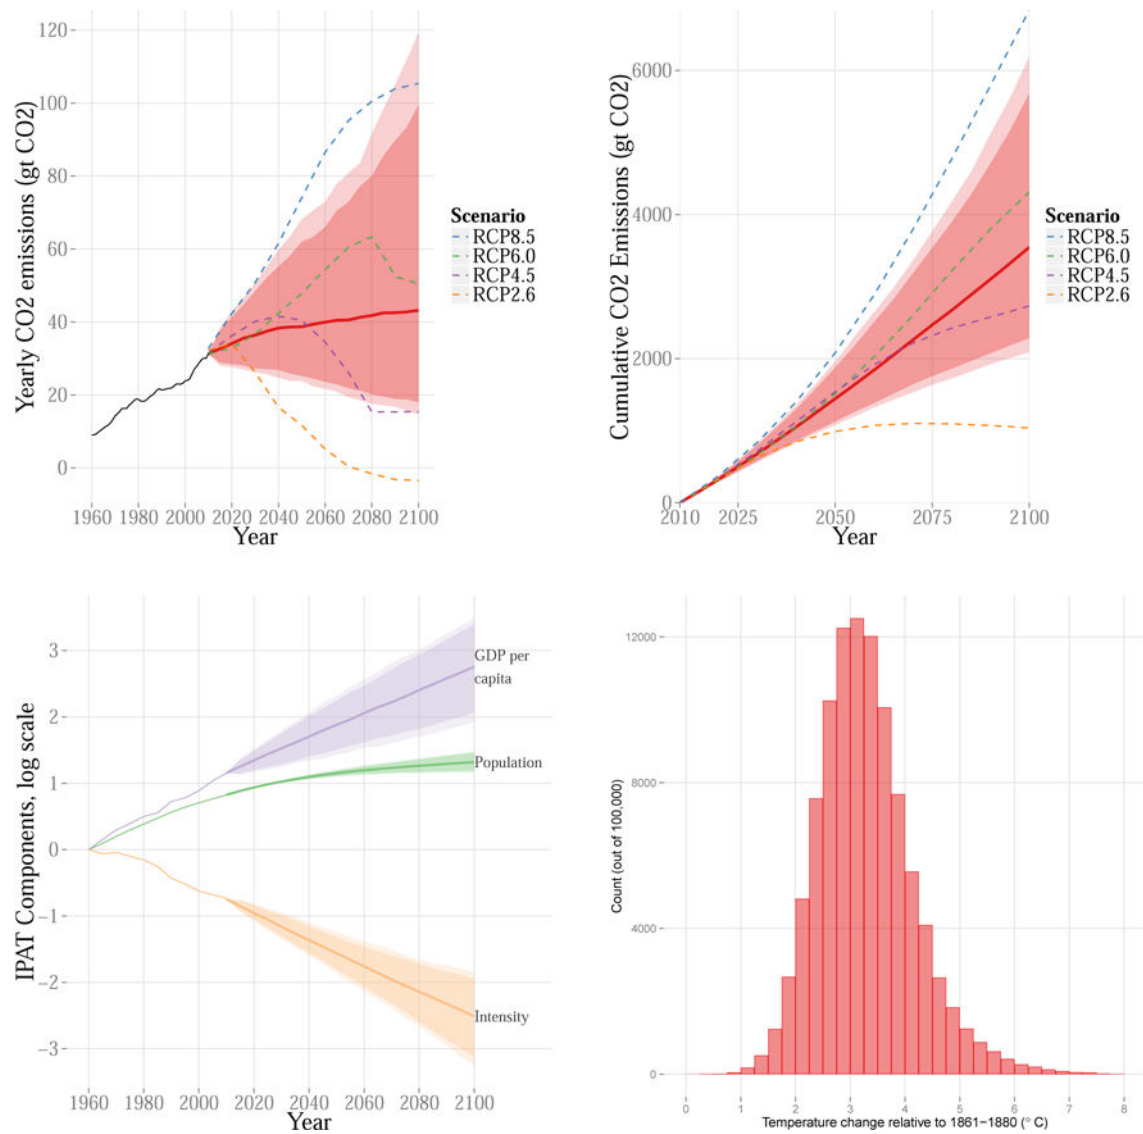 Yearly CO2 emissions (gt CO2)
120
100
80
60
40
20
0
1960 1980 2000 2020 2040 2060 2080 2100
Year
Scenario
RCP8.5
RCP6.0
RCP4.5
RCP2.6
Cumulative CO2 Emissions (gt CO2)
6000
4000
2000
0
2010 2025 2050 2075 2100
Year
Scenario
RCP8.5
RCP6.0
RCP4.5
RCP2.6
IPAT Components, log scale
3
2
1
0
−1
−2
−3
GDP per
capita
Population
Intensity
1960 1980 2000 2020 2040 2060 2080 2100
Year
Count (out of 100,000)
12000
8000
4000
0
0 1 2 3 4 5 6 7 8
Temperature change relative to 1861−1880 (° C)